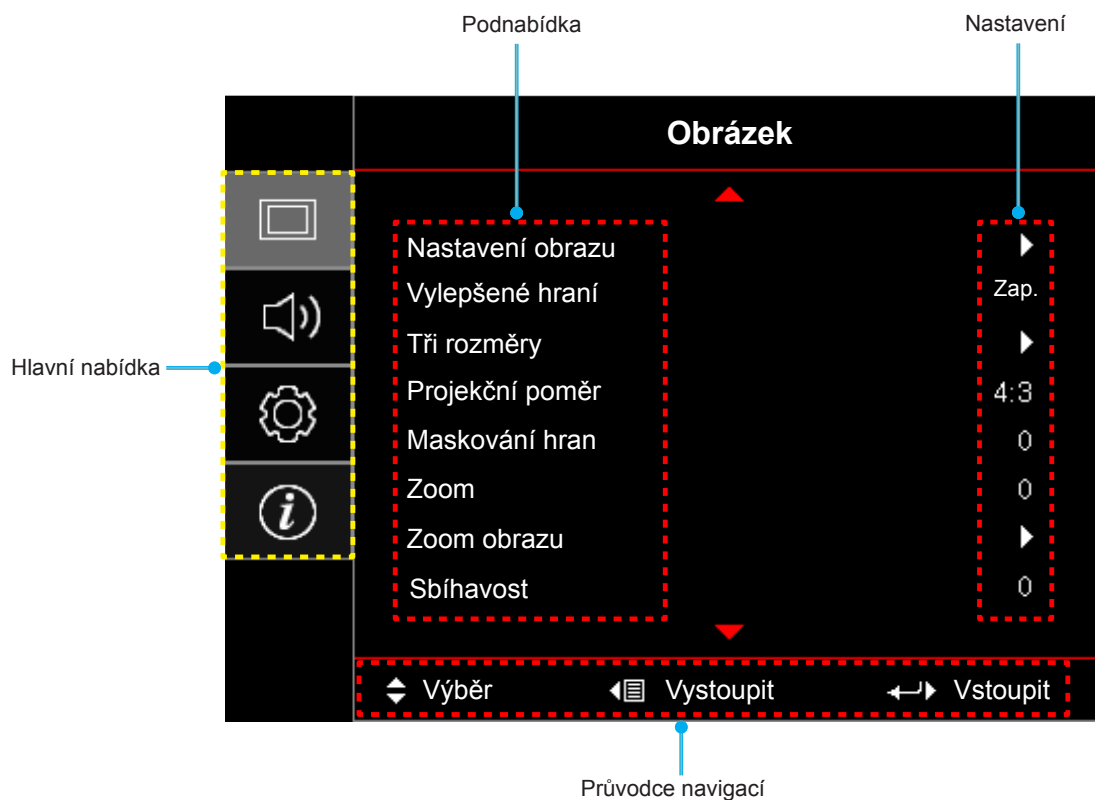 Podnabídka Nastavení
Obrázek
Nastavení obrazu
Vylepšené hraní Zap.
Tři rozměry
Hlavní nabídka
Projekční poměr 4:3
Maskování hran 0
Zoom 0
Zoom obrazu
Sbíhavost 0
Výběr Vystoupit Vstoupit
Průvodce navigací